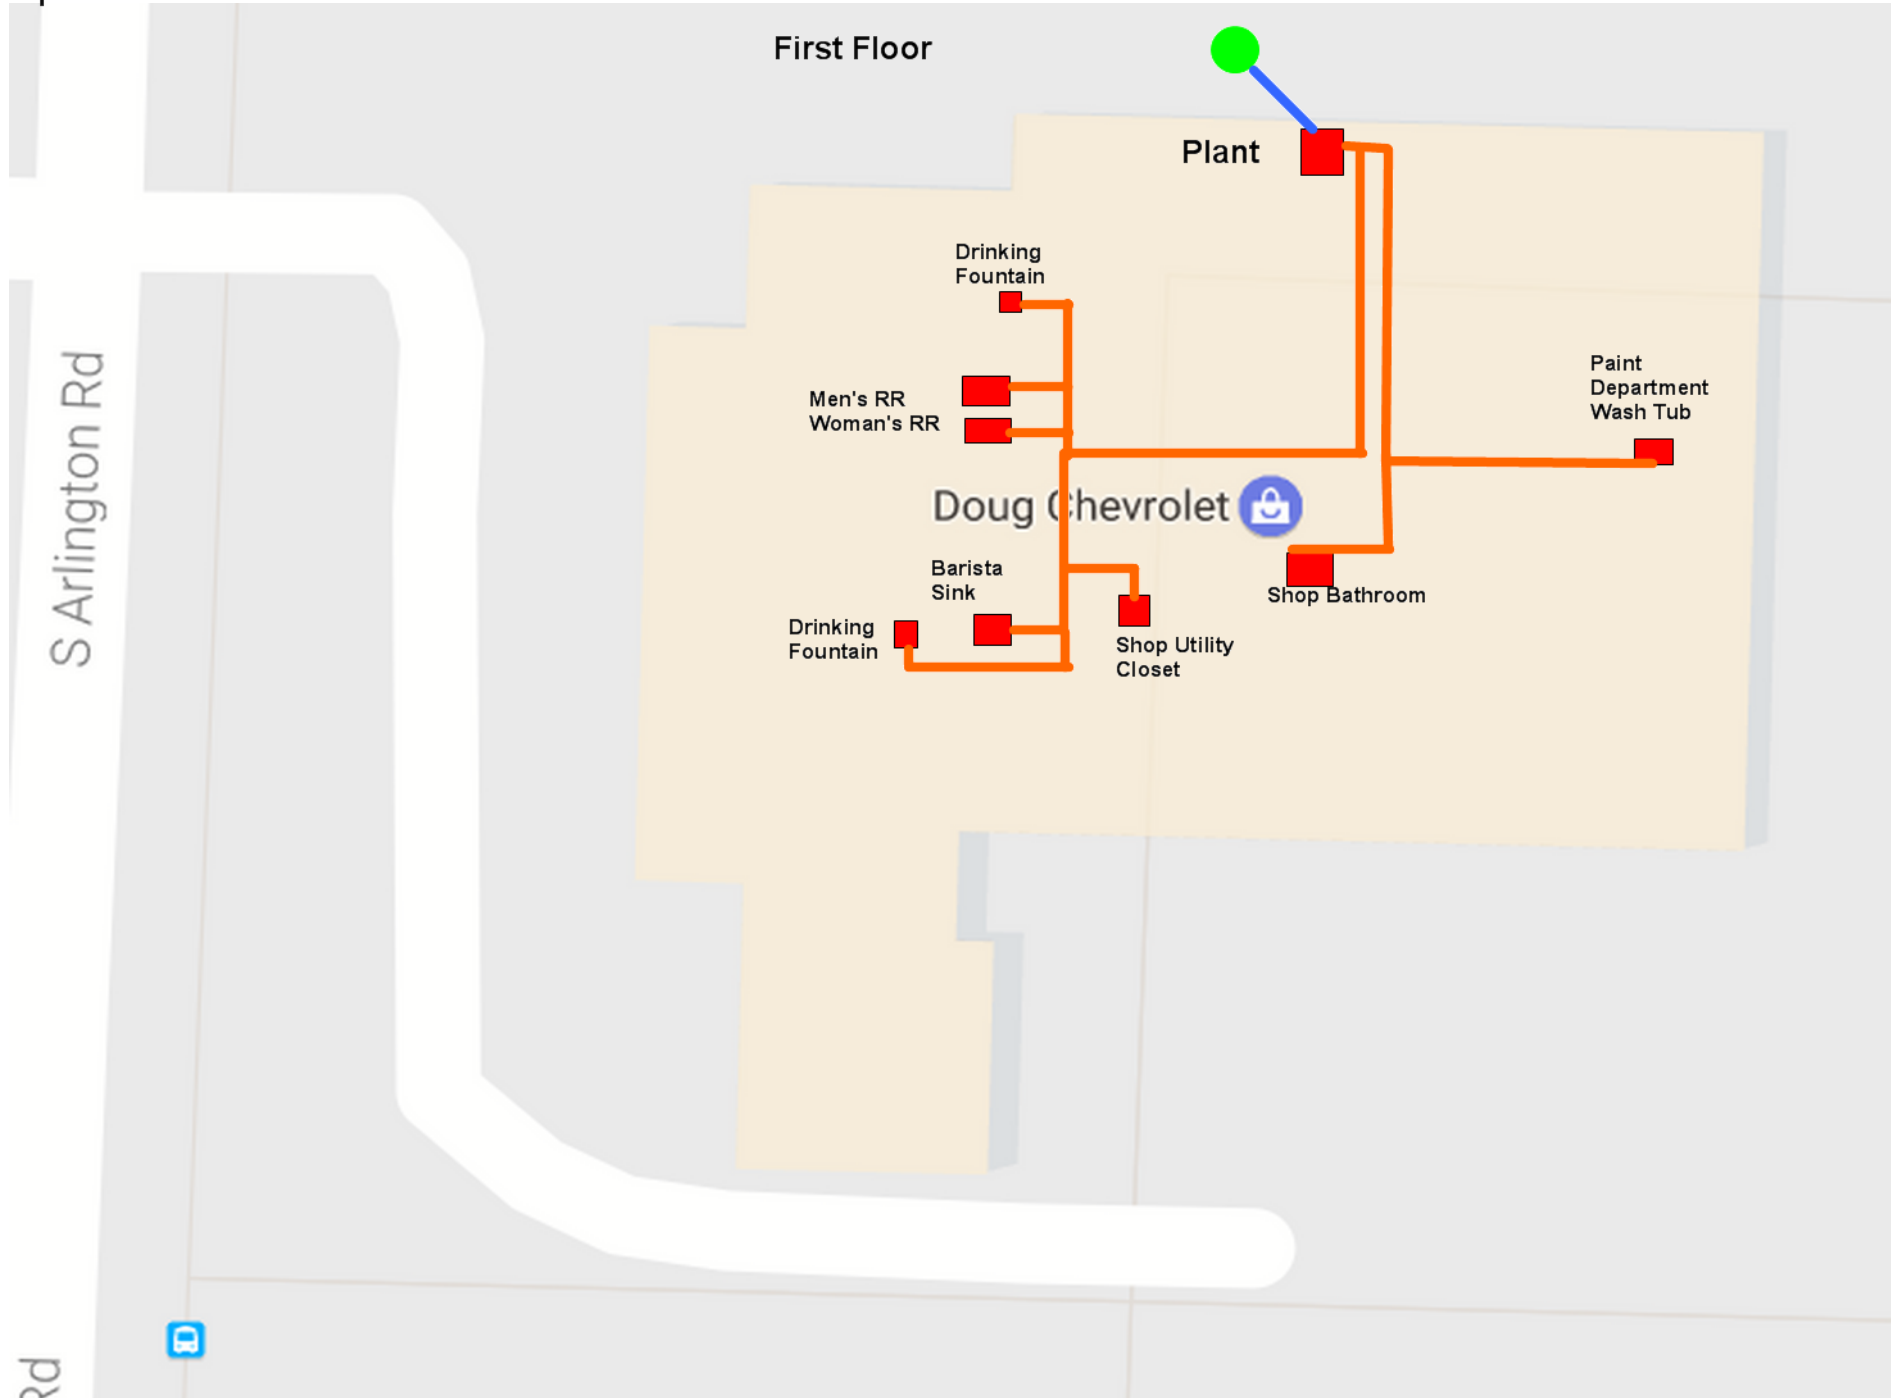 First Floor
Plant
Drinking
Fountain
Paint
Department
Wash Tub
Men's RR
Woman's RR
S Arlington Rd
Doug Chevrolet
Barista
Sink
Shop Bathroom
Drinking
Fountain
Shop Utility
Closet
Rd